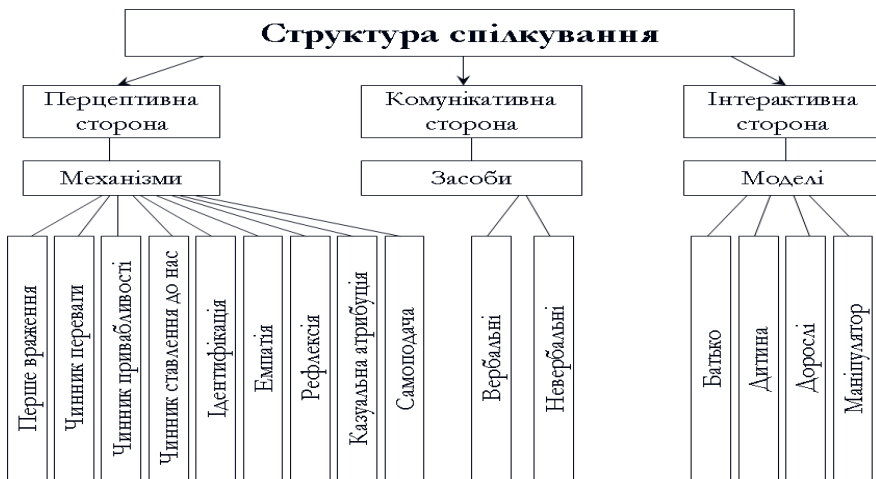 Структура спілкування
Перцептивна
сторона
Комунікативна
сторона
Інтерактивна
сторона
Механізми
Засоби
Моделі
Перше враження
Чинник переваги
Чинник привабливості
Чинник ставлення до нас
Ідентифікація
Емпатія
Рефлексія
Казуальна атрибуція
Самоподача
Вербальні
Невербальні
Батько
Дитина
Дорослі
Маніпулятор